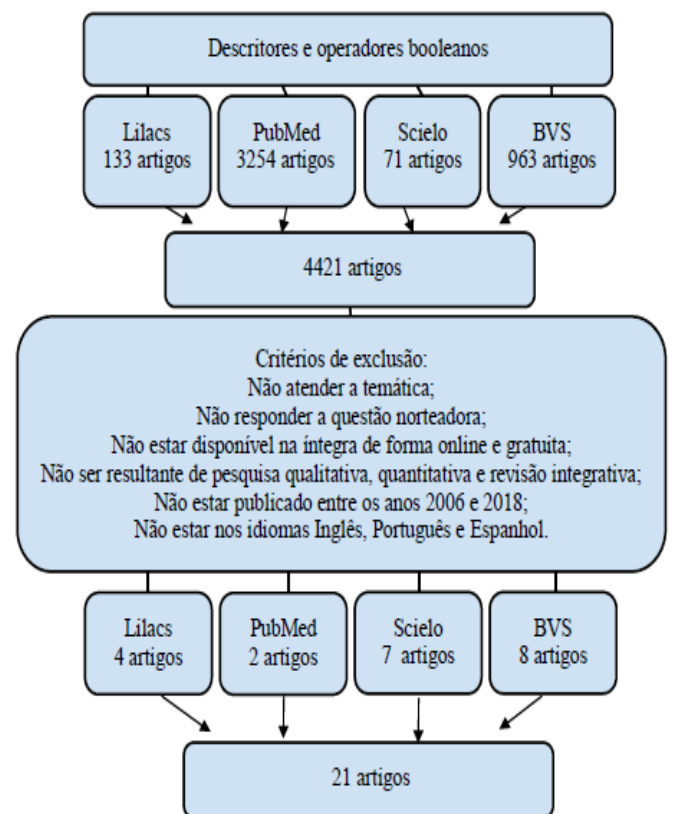 Descritores e operadores booleanos
Lilacs
133 artigos
PubMed
3254 artigos
Scielo
71 artigos
BVS
963 artigos
4421 artigos
Critérios de exclusão:
Não atender a temática;
Não responder a questão norteadora;
Não estar disponível na íntegra de forma online e gratuita;
Não ser resultante de pesquisa qualitativa, quantitativa e revisão integrativa;
Não estar publicado entre os anos 2006 e 2018;
Não estar nos idiomas Inglês, Português e Espanhol.
Lilacs
4 artigos
PubMed
2 artigos
Scielo
7 artigos
BVS
8 artigos
21 artigos